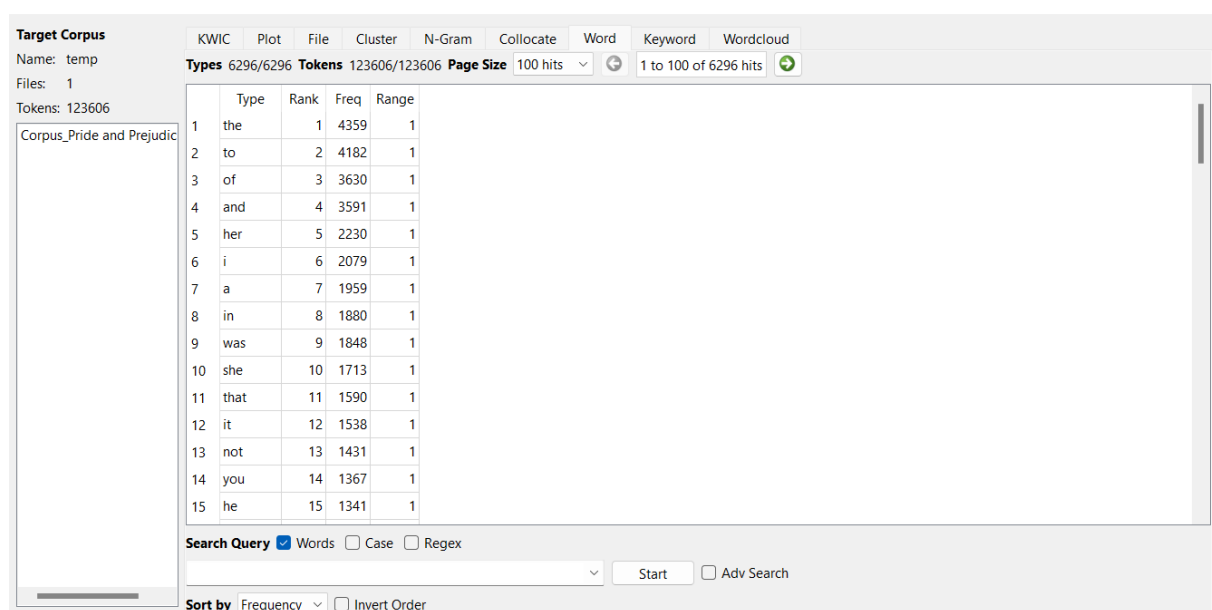 Target Corpus
Name: temp
Files: 1
Tokens: 123606
Corpus_Pride and Prejudic
KWIC Plot File Cluster N-Gram Collocate Word Keyword Wordcloud
Types 6296/6296 Tokens 123606/123606 Page Size 100 hits 1 to 100 of 6296 hits
Type Rank Freq Range
1 the 1 4359 1
2 to 2 4182 1
3 of 3 3630 1
4 and 4 3591 1
5 her 5 2230 1
6 i 6 2079 1
7 a 7 1959 1
8 in 8 1880 1
9 was 9 1848 1
10 she 10 1713 1
11 that 11 1590 1
12 it 12 1538 1
13 not 13 1431 1
14 you 14 1367 1
15 he 15 1341 1
Search Query Words Case Regex
Start Adv Search
Sort by Frequency Invert Order